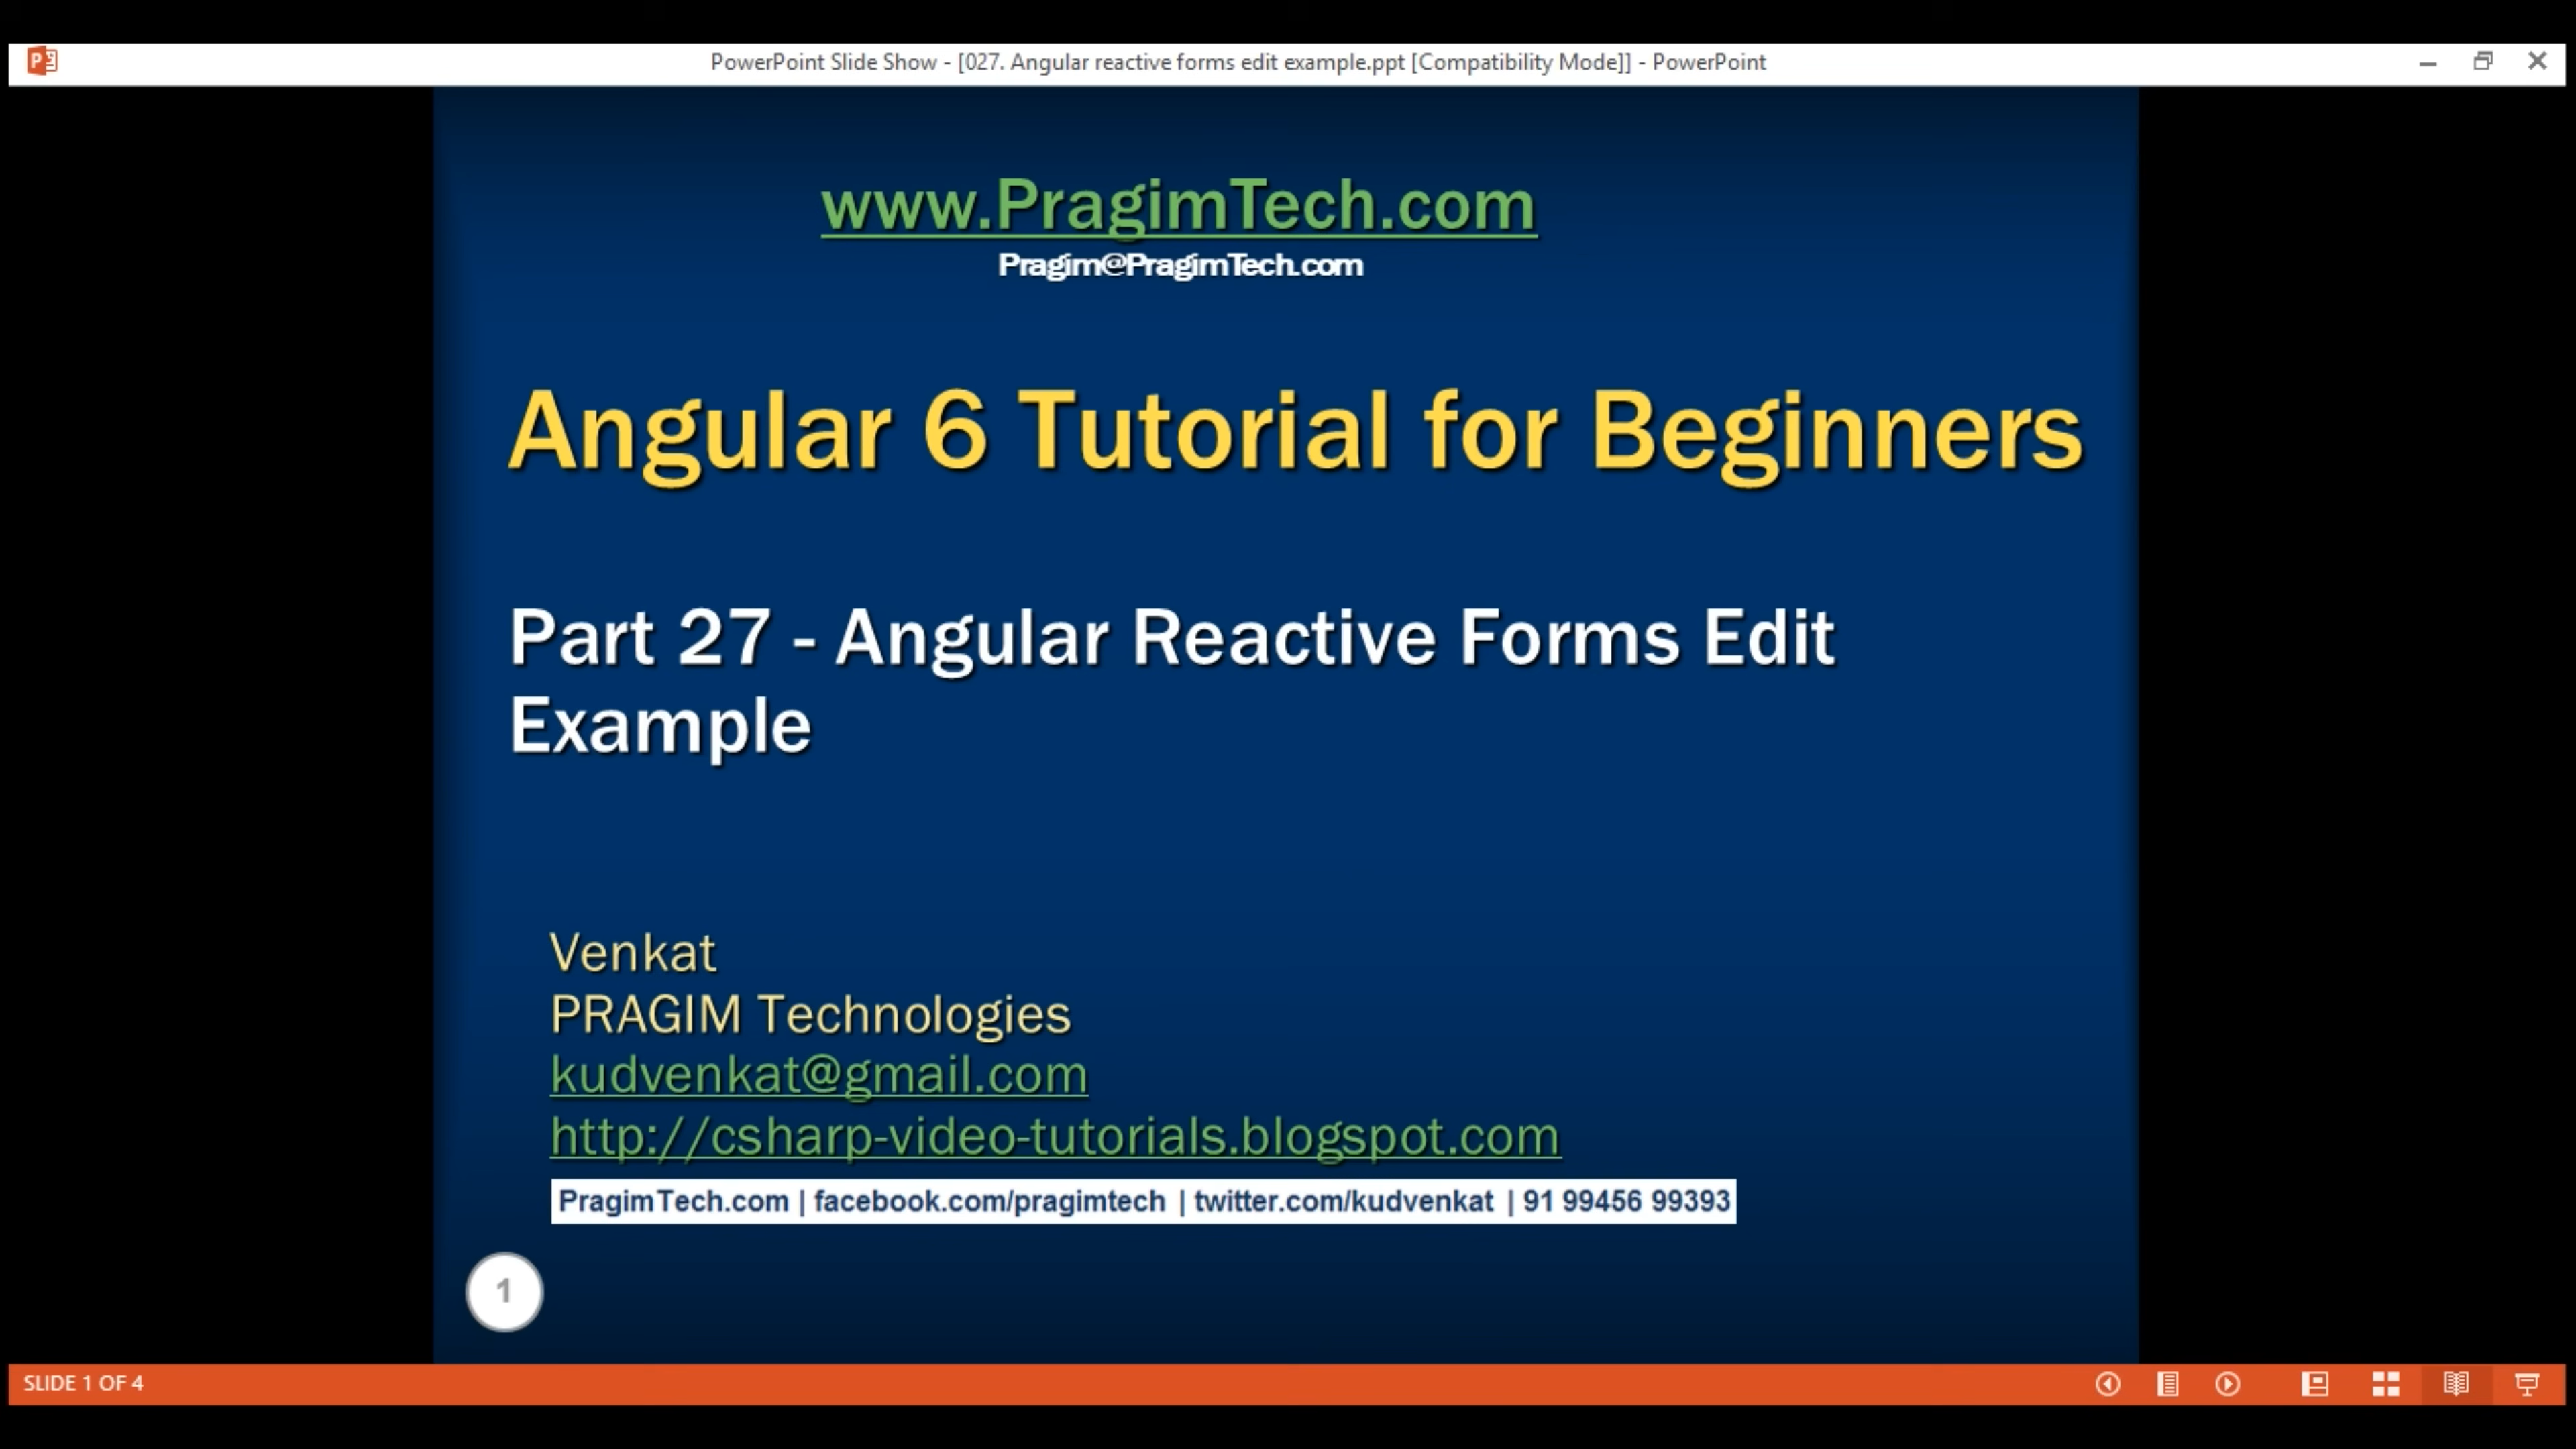 PowerPoint Slide Show - [027. Angular reactive forms edit example.ppt [Compatibility Mode]] - PowerPoint
www.PragimTech.com
Pragim@PragimTech.com
Angular 6 Tutorial for Beginners
Part 27 - Angular Reactive Forms Edit
Example
Venkat
PRAGIM Technologies
kudvenkat@gmail.com
http://csharp-video-tutorials.blogspot.com
PragimTech.com | facebook.com/pragimtech | twitter.com/kudvenkat | 91 99456 99393
1
SLIDE 1 OF 4